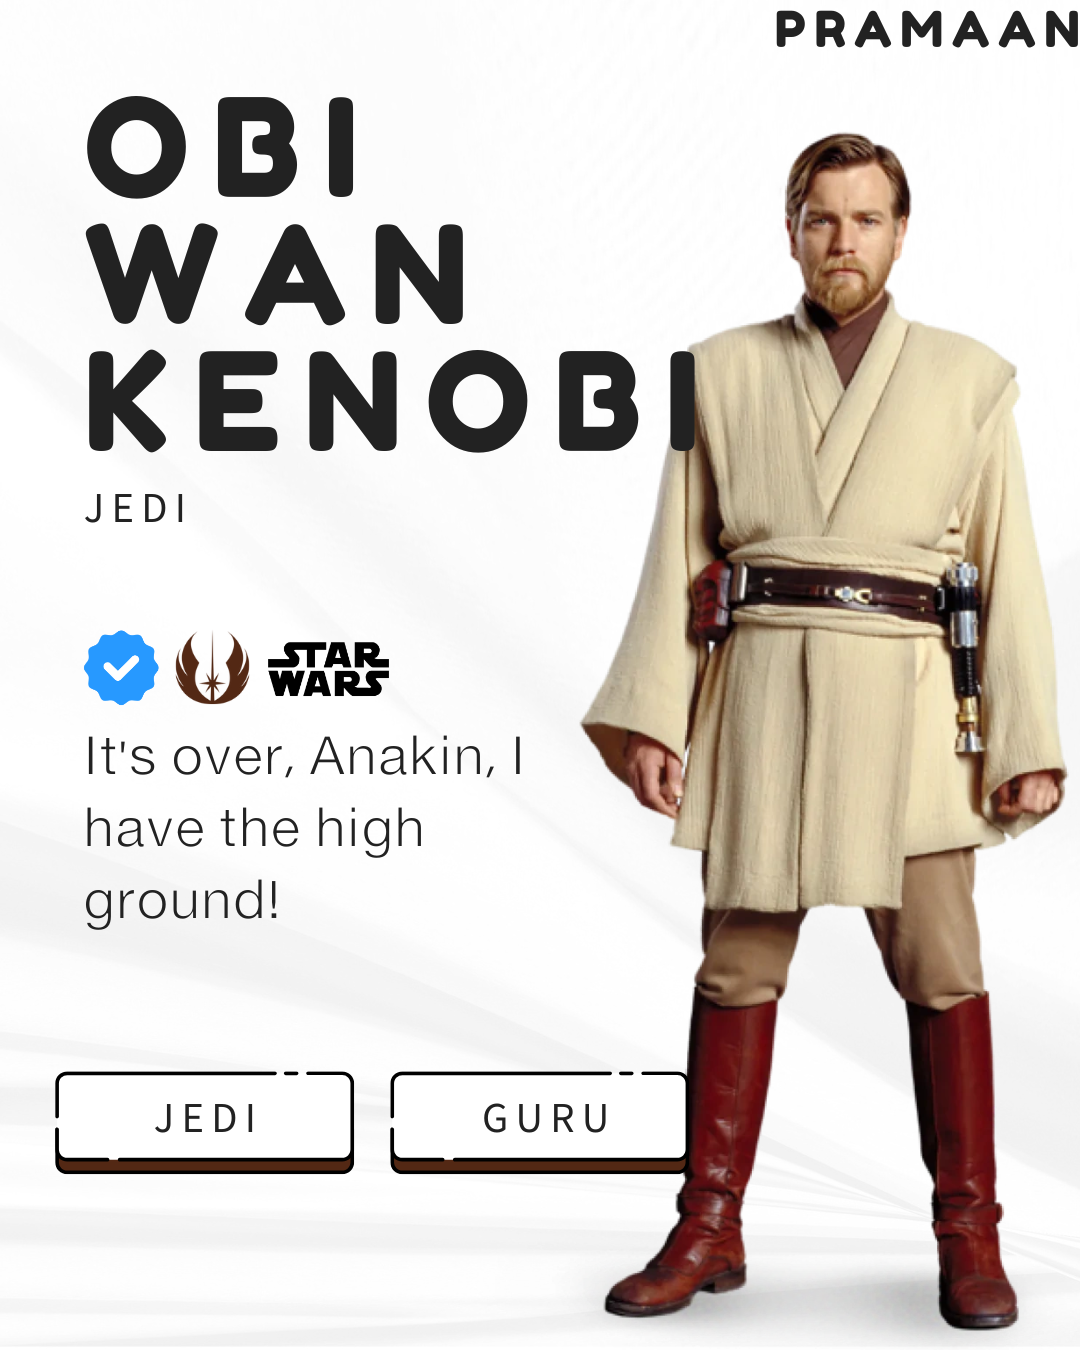 PRAMAAN
OBI
WAN
KENOBI
JEDI
STAR
WARS
It's over, Anakin, I
have the high
ground!
JEDI
GURU